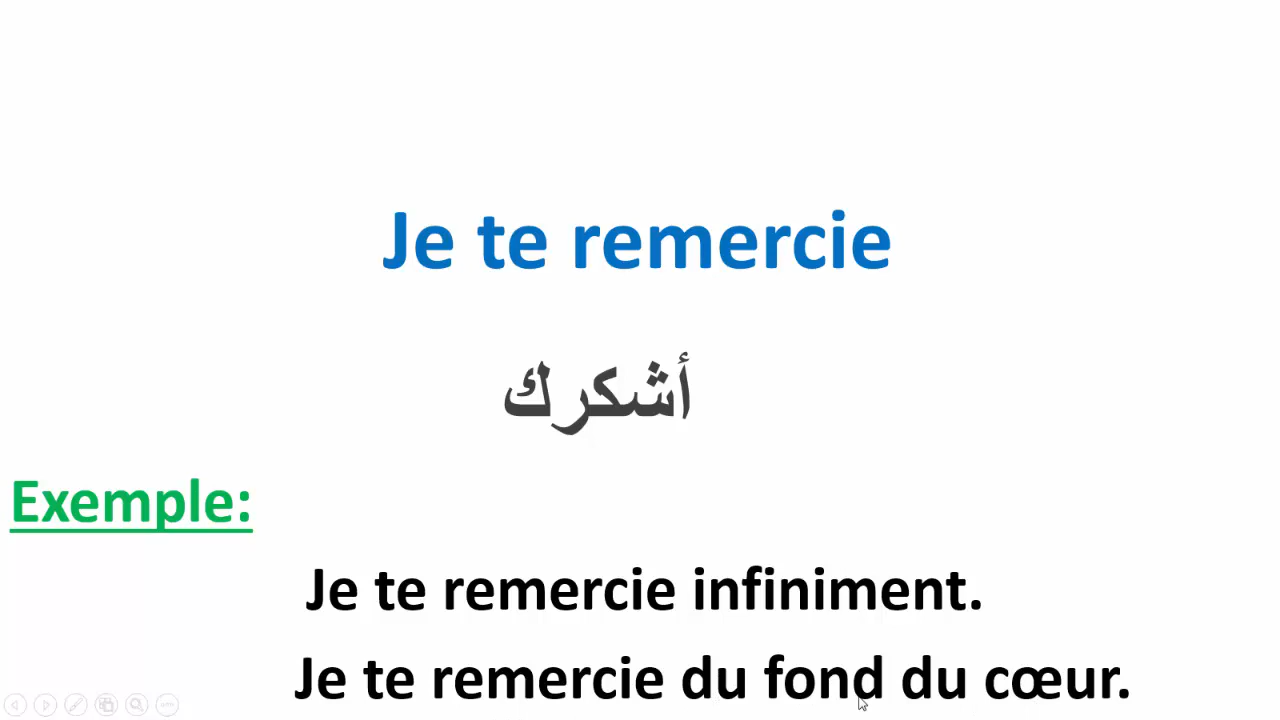 Je te remercie
أشكرك
Exemple:
Je te remercie infiniment.
Je te remercie du fond du cœur.